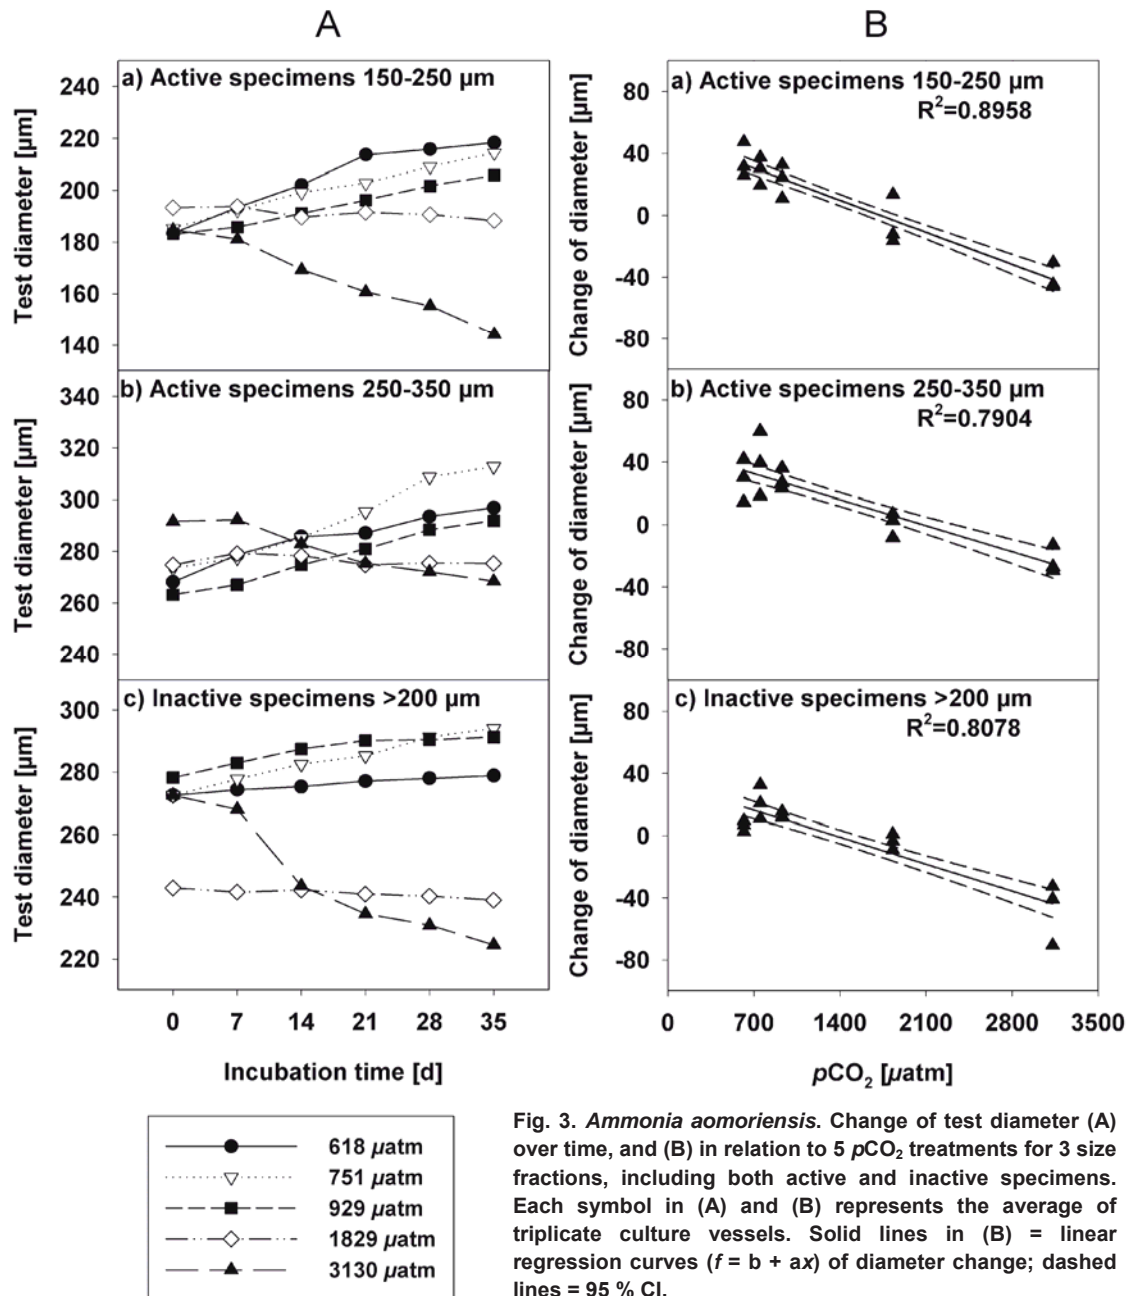 A
B
a) Active specimens 150-250 µm
Test diameter [µm]
240
220
200
180
160
140
b) Active specimens 250-350 µm
Test diameter [µm]
340
320
300
280
260
240
c) Inactive specimens >200 µm
Test diameter [µm]
300
280
260
240
220
0 7 14 21 28 35
Incubation time [d]
a) Active specimens 150-250 µm
R²=0.8958
Change of diameter [µm]
80
40
0
-40
-80
b) Active specimens 250-350 µm
R²=0.7904
Change of diameter [µm]
80
40
0
-40
-80
c) Inactive specimens >200 µm
R²=0.8078
Change of diameter [µm]
80
40
0
-40
-80
0 700 1400 2100 2800 3500
pCO₂ [µatm]
618 µatm
751 µatm
929 µatm
1829 µatm
3130 µatm
Fig. 3. Ammonia aomoriensis. Change of test diameter (A)
over time, and (B) in relation to 5 pCO₂ treatments for 3 size
fractions, including both active and inactive specimens.
Each symbol in (A) and (B) represents the average of
triplicate culture vessels. Solid lines in (B) = linear
regression curves (f = b + ax) of diameter change; dashed
lines = 95 % CI.